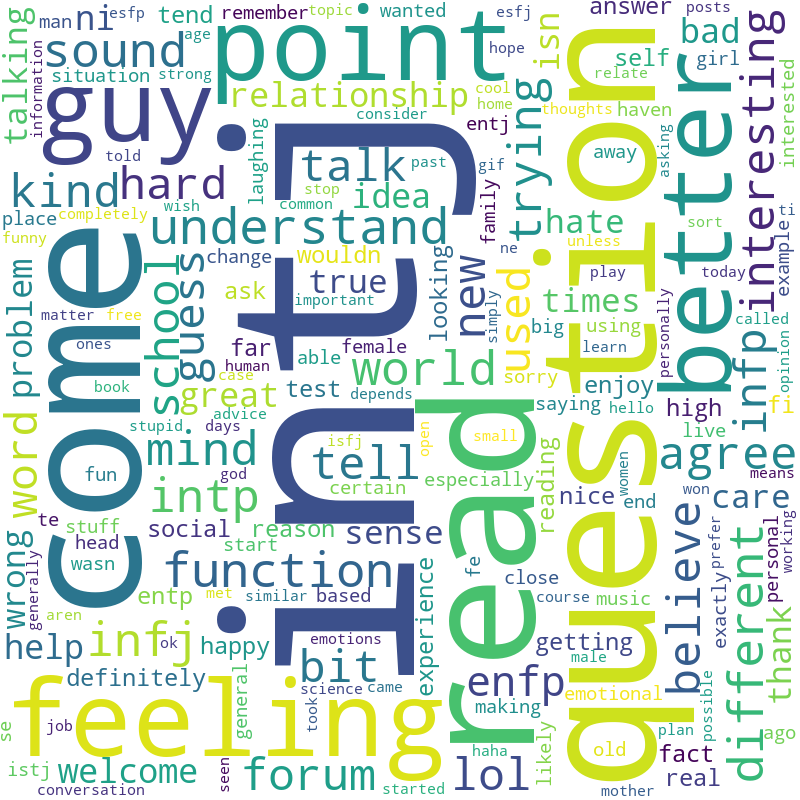 man
ni
esfp
tend
age
remember
topic
wanted
esfj
hope
answer
posts
isn
bad
girl
self
relate
talking
information
sound
situation
strong
point
guy
told
relationship
consider
cool
home
thoughts
haven
interesting
interested
entj
trying
question
better
away
asking
laughing
talk
past
gif
stop
kind
hard
wish
common
idea
family
hate
sort
place
completely
funny
understand
wouldn
ne
unless
ti
come
school
guess
change
true
intj
looking
new
simply
used
play
today
example
problem
matter
free
ask
important
times
personally
big
using
called
opinion
ones
far
human
able
female
learn
book
case
great
test
depends
world
sorry
enjoy
infp
fi
stupid
days
advice
read
saying
hello
high
live
word
mind
isfj
open
small
agree
fun
god
tell
certain
especially
reading
women
means
won
intp
nice
end
care
te
stuff
social
reason
sense
head
start
wrong
generally
wasn
function
fe
close
course
believe
prefer
exactly
different
personal
working
aren
entp
met
similar
based
experience
music
help
infj
ok
happy
emotions
getting
male
thank
definitely
general
bit
science
came
took
enfp
emotional
making
possible
feeling
se
job
likely
old
plan
ago
istj
welcome
seen
forum
haha
lol
fact
real
conversation
started
mother